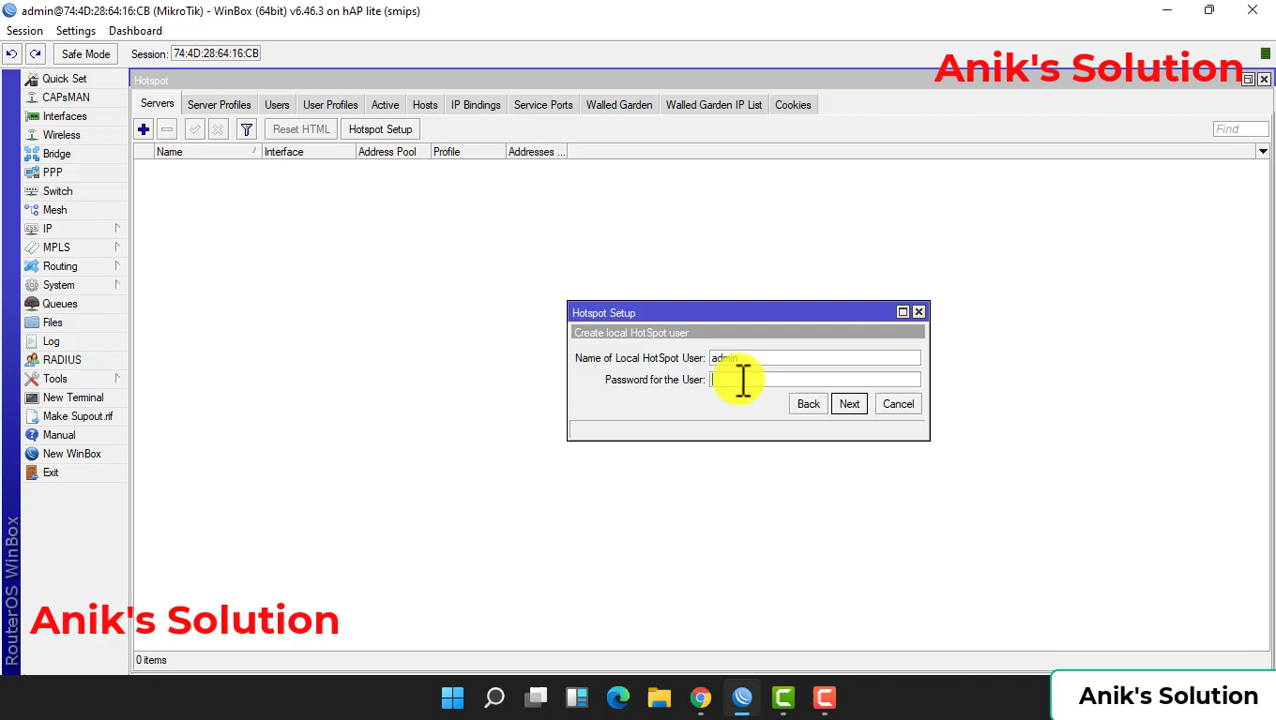 admin@74:4D:28:64:16:CB (MikroTik) - WinBox (64bit) v6.46.3 on hAP lite (smips)
Session Settings Dashboard
Safe Mode Session: 74:4D:28:64:16:CB
Anik's Solution
Hotspot
Quick Set
CAPsMAN
Interfaces
Wireless
Bridge
PPP
Switch
Mesh
IP
MPLS
Routing
System
Queues
Files
Log
RADIUS
Tools
New Terminal
Make Supout.rif
Manual
New WinBox
Exit
RouterOS WinBox
Servers Server Profiles Users User Profiles Active Hosts IP Bindings Service Ports Walled Garden Walled Garden IP List Cookies
Reset HTML Hotspot Setup Find
Name Interface Address Pool Profile Addresses ...
Hotspot Setup
Create local HotSpot user
Name of Local HotSpot User: admin
Password for the User:
Back Next Cancel
Anik's Solution
0 items
Anik's Solution